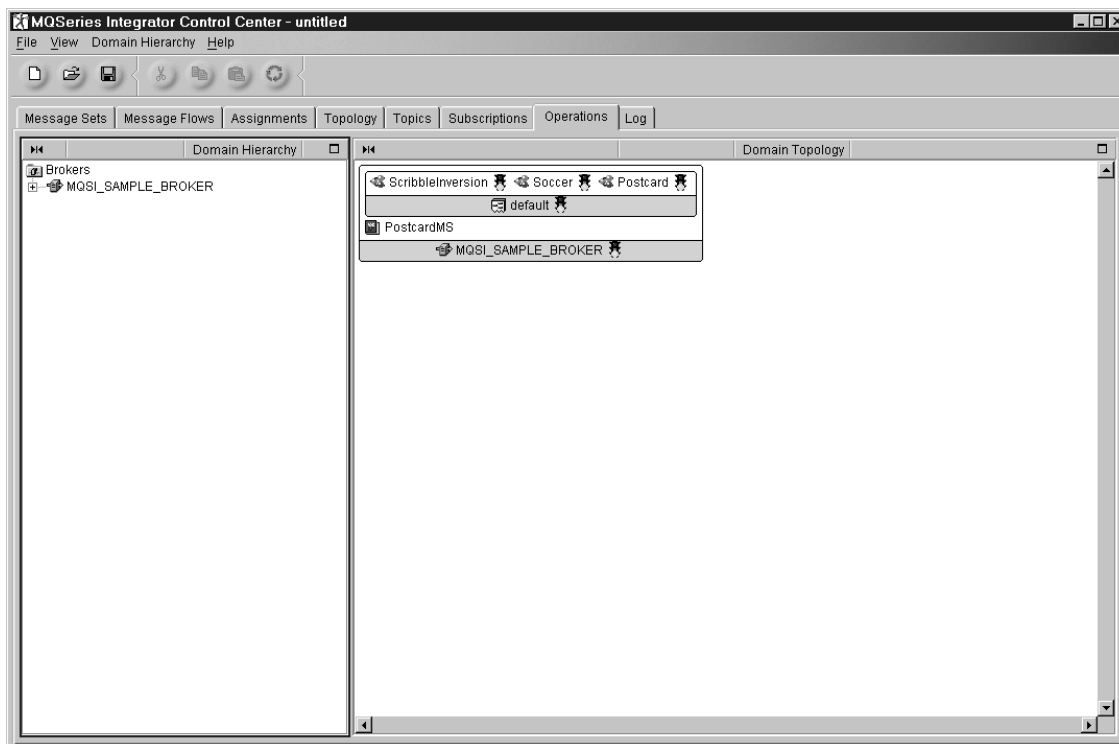 MQSeries Integrator Control Center - untitled
File View Domain Hierarchy Help
Message Sets Message Flows Assignments Topology Topics Subscriptions Operations Log
Domain Hierarchy
Domain Topology
Brokers
MQSI_SAMPLE_BROKER
ScribbleInversion Soccer Postcard
default
PostcardMS
MQSI_SAMPLE_BROKER